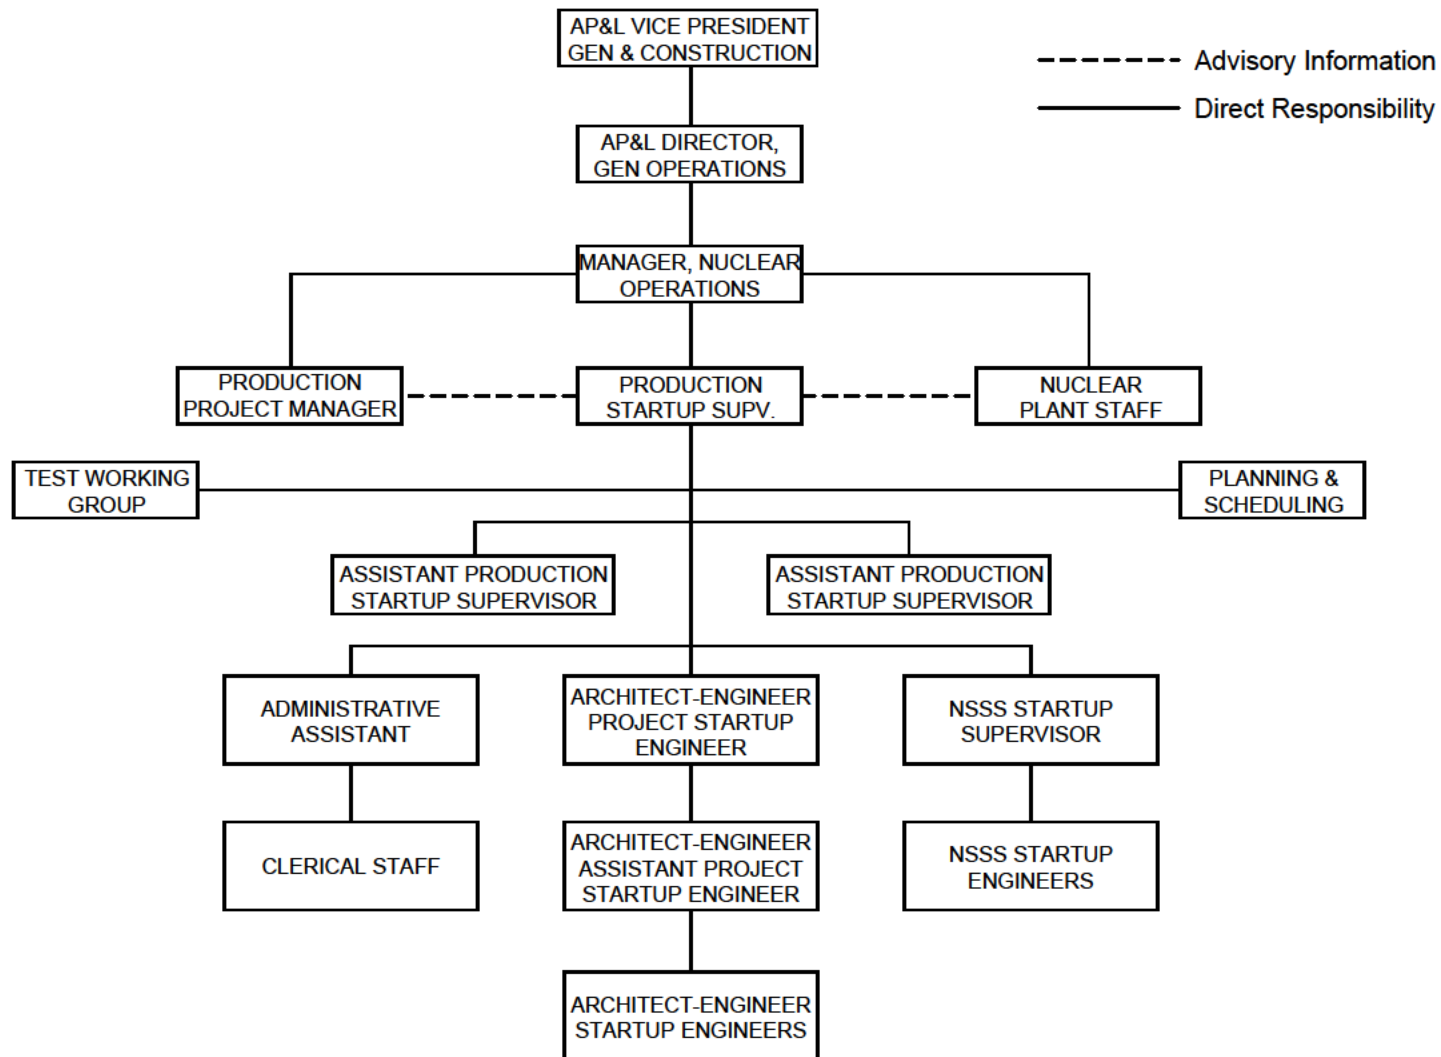 AP&L VICE PRESIDENT
GEN & CONSTRUCTION
Advisory Information
Direct Responsibility
AP&L DIRECTOR,
GEN OPERATIONS
MANAGER, NUCLEAR
OPERATIONS
PRODUCTION
PROJECT MANAGER
PRODUCTION
STARTUP SUPV.
NUCLEAR
PLANT STAFF
TEST WORKING
GROUP
PLANNING &
SCHEDULING
ASSISTANT PRODUCTION
STARTUP SUPERVISOR
ASSISTANT PRODUCTION
STARTUP SUPERVISOR
ADMINISTRATIVE
ASSISTANT
ARCHITECT-ENGINEER
PROJECT STARTUP
ENGINEER
NSSS STARTUP
SUPERVISOR
CLERICAL STAFF
ARCHITECT-ENGINEER
ASSISTANT PROJECT
STARTUP ENGINEER
NSSS STARTUP
ENGINEERS
ARCHITECT-ENGINEER
STARTUP ENGINEERS